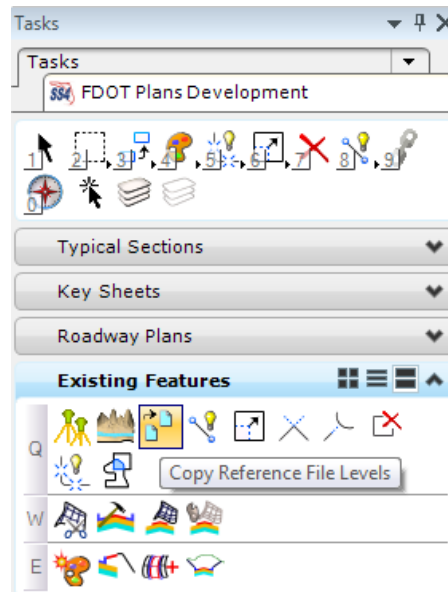 Tasks
Tasks
SS4 FDOT Plans Development
1 2 3 4 5 6 7 8 9
0
Typical Sections
Key Sheets
Roadway Plans
Existing Features
Q
Copy Reference File Levels
W
E